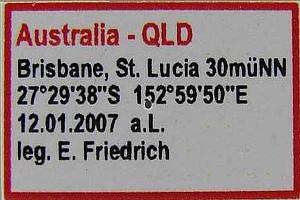 Australia - QLD
Brisbane, St. Lucia 30müNN
27°29'38"S 152°59'50"E
12.01.2007 a.L.
leg. E. Friedrich